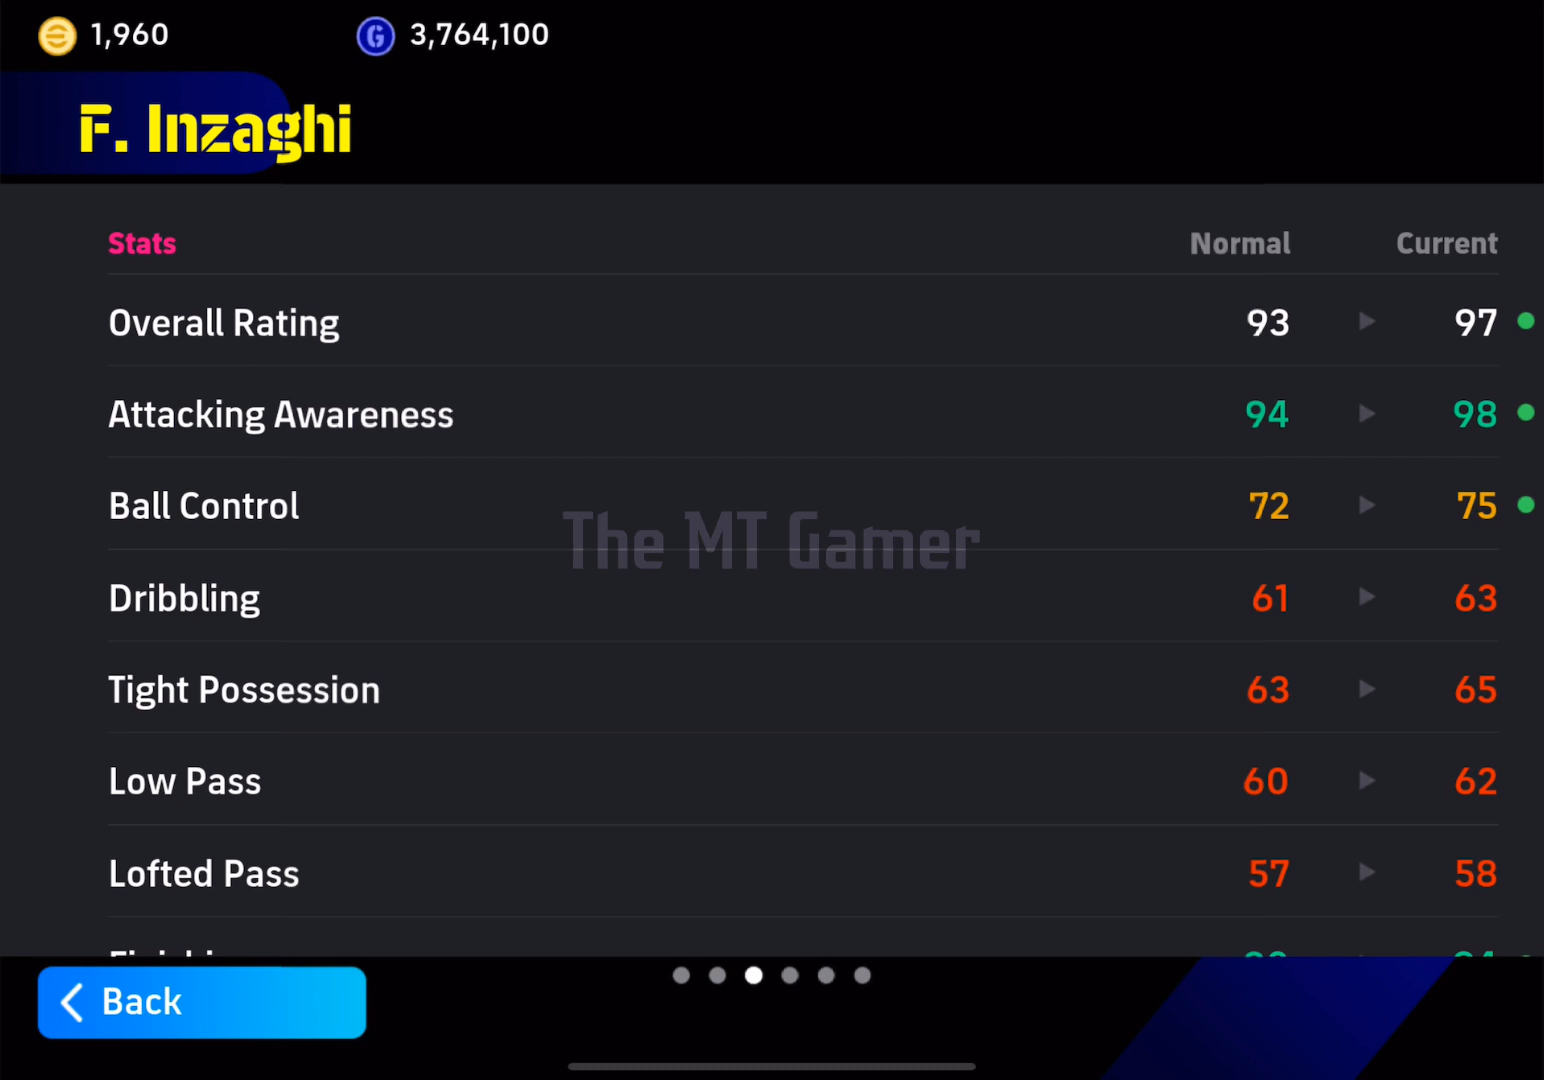 1,960 3,764,100
F. Inzaghi
Stats Normal Current
Overall Rating 93 97
Attacking Awareness 94 98
Ball Control 72 75
The MT Gamer
Dribbling 61 63
Tight Possession 63 65
Low Pass 60 62
Lofted Pass 57 58
Back